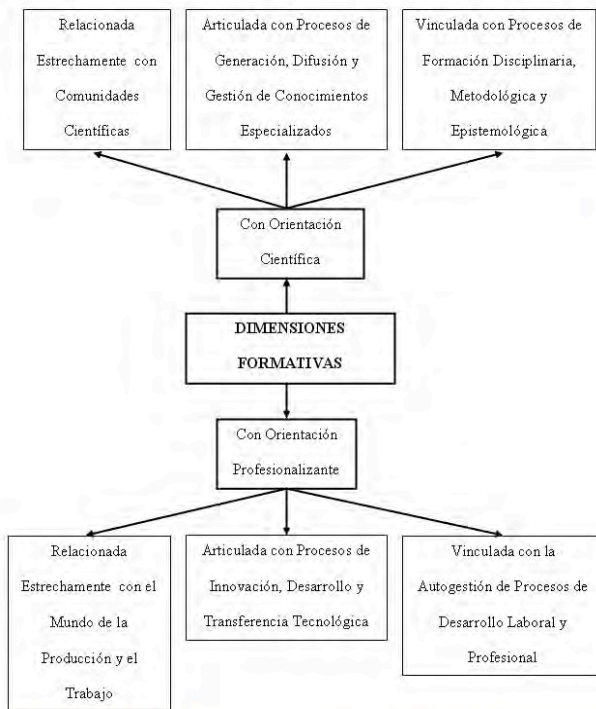 Relacionada
Estrechamente con
Comunidades
Científicas
Articulada con Procesos de
Generación, Difusión y
Gestión de Conocimientos
Especializados
Vinculada con Procesos de
Formación Disciplinaria,
Metodológica y
Epistemológica
Con Orientación
Científica
DIMENSIONES
FORMATIVAS
Con Orientación
Profesionalizante
Relacionada
Estrechamente con el
Mundo de la
Producción y el
Trabajo
Articulada con Procesos de
Innovación, Desarrollo y
Transferencia Tecnológica
Vinculada con la
Autogestión de Procesos de
Desarrollo Laboral y
Profesional